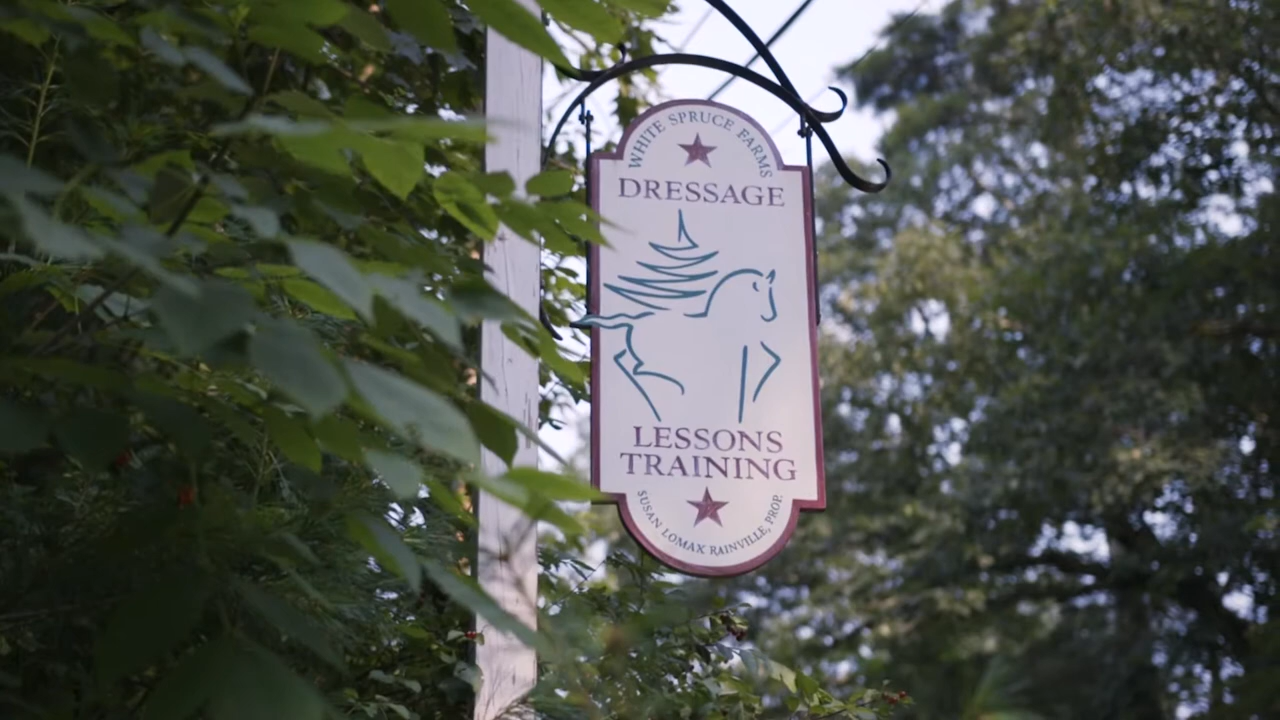 WHITE SPRUCE FARMS
DRESSAGE
LESSONS
TRAINING
SUSAN LOMAX RAINVILLE, PROP.